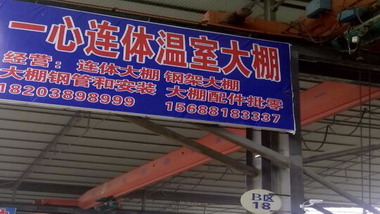 一心连体温室大棚
经营：连体大棚 钢架大棚
大棚钢管和安装 大棚配件批零
18203898999 15688183337
B区
18